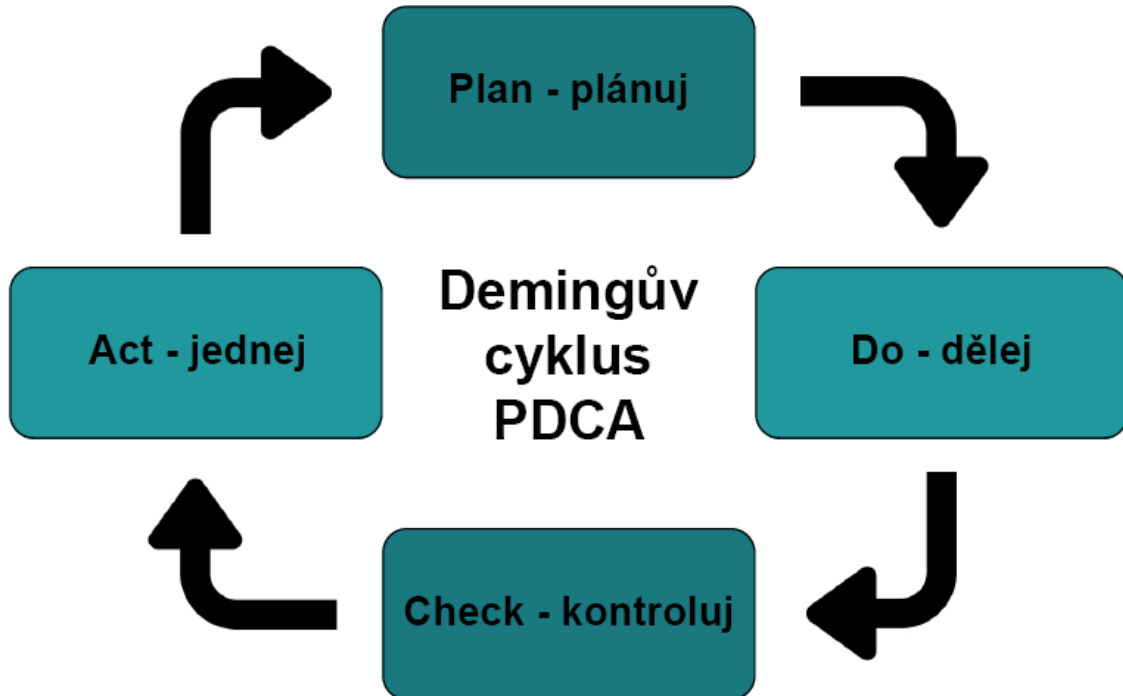 Plan - plánuj
Act - jednej
Demingův
cyklus
PDCA
Do - dělej
Check - kontroluj